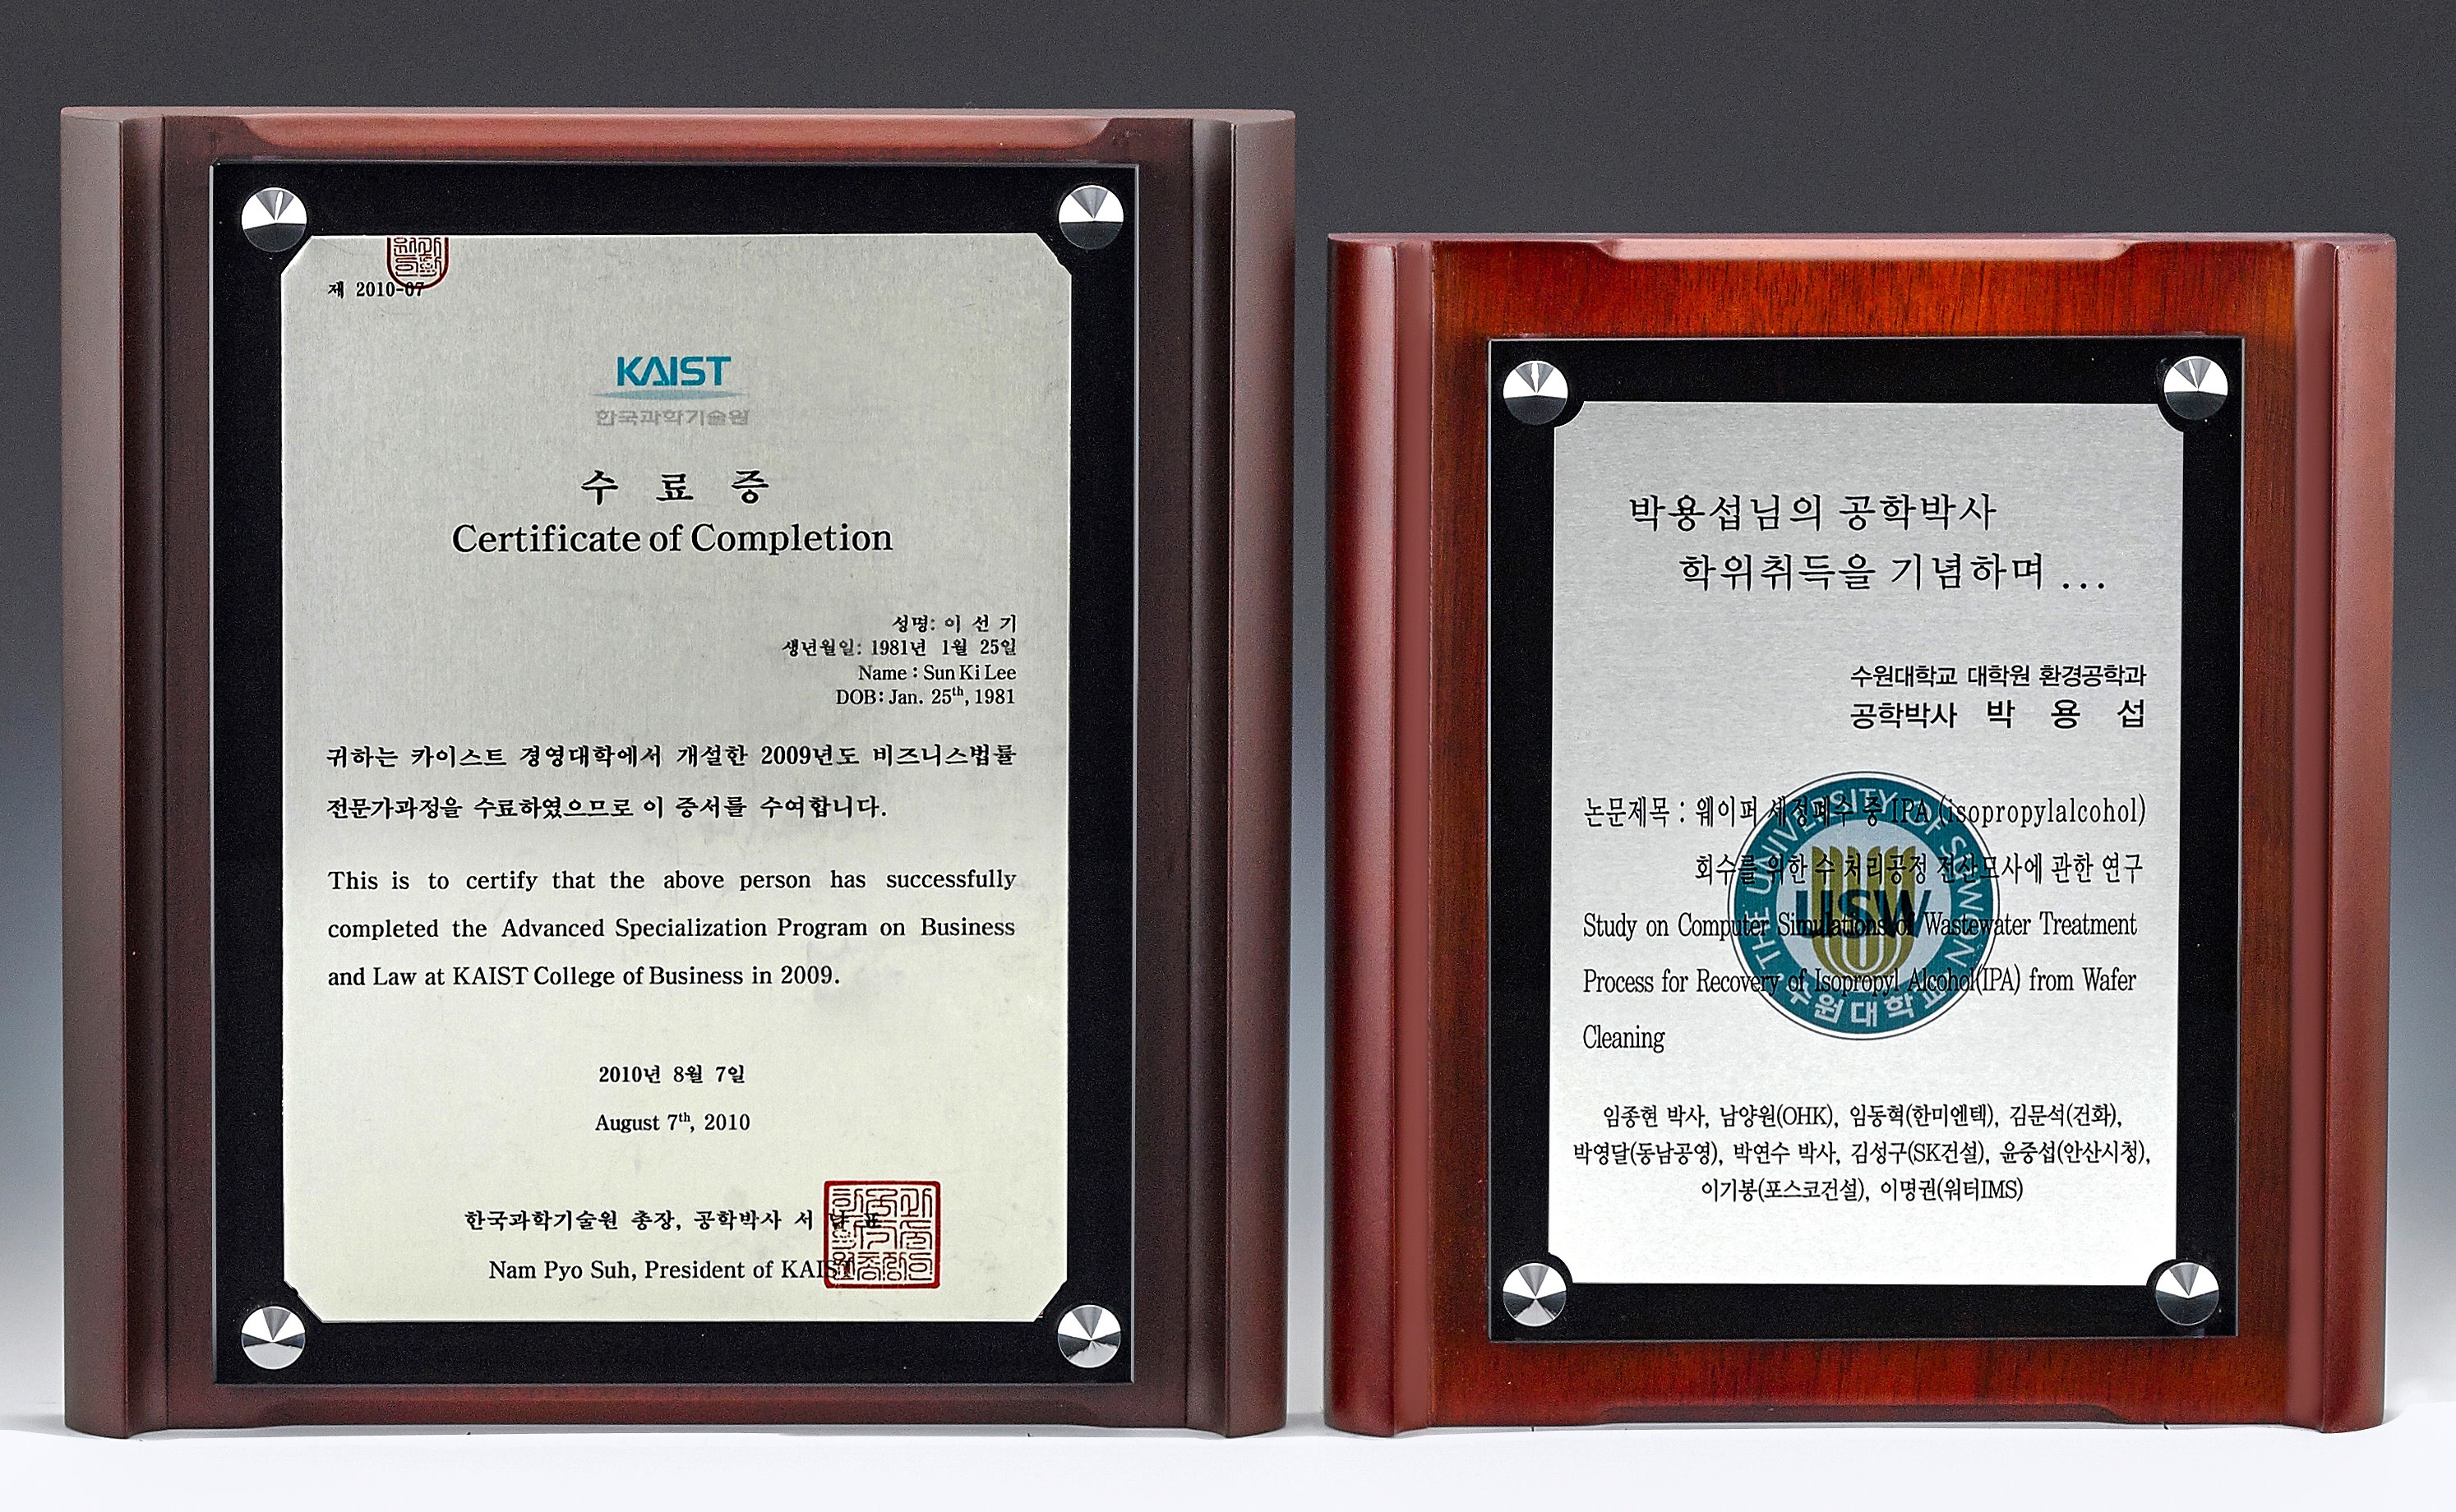 제 2010-07
KAIST
한국과학기술원
수 료 증
Certificate of Completion
성명: 이 선 기
생년월일: 1981년 1월 25일
Name : Sun Ki Lee
DOB: Jan. 25th, 1981
귀하는 카이스트 경영대학에서 개설한 2009년도 비즈니스법률
전문가과정을 수료하였으므로 이 증서를 수여합니다.
This is to certify that the above person has successfully
completed the Advanced Specialization Program on Business
and Law at KAIST College of Business in 2009.
2010년 8월 7일
August 7th, 2010
한국과학기술원 총장, 공학박사 서 남 표
Nam Pyo Suh, President of KAIST
박용섭님의 공학박사
학위취득을 기념하며 ...
수원대학교 대학원 환경공학과
공학박사 박 용 섭
논문제목 : 웨이퍼 세정폐수 중 IPA (isopropylalcohol)
회수를 위한 수 처리공정 전산모사에 관한 연구
Study on Computer Simulations of Wastewater Treatment
Process for Recovery of Isopropyl Alcohol(IPA) from Wafer
Cleaning
THE UNIVERSITY OF SUWON
USW
수원대학교
임종현 박사, 남양원(OHK), 임동혁(한미엔텍), 김문석(건화),
박영달(동남공영), 박연수 박사, 김성구(SK건설), 윤중섭(안산시청),
이기봉(포스코건설), 이명권(워터IMS)